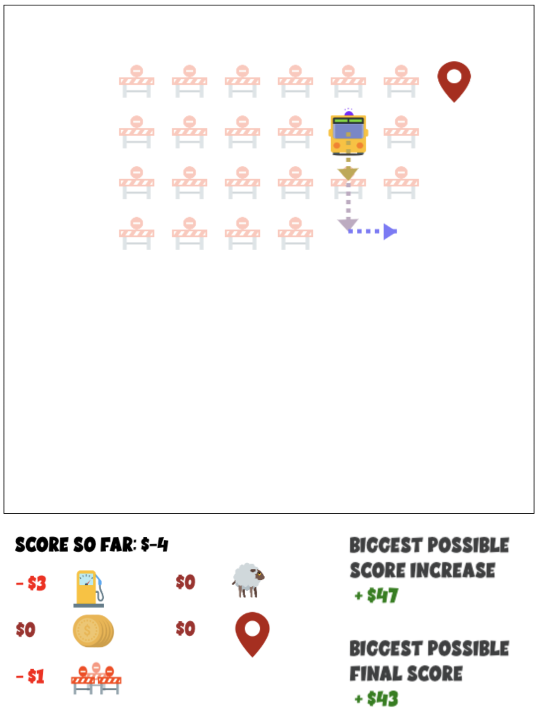 SCORE SO FAR: $-4
- $3
$0
$0
$0
- $1
BIGGEST POSSIBLE
SCORE INCREASE
+ $47
BIGGEST POSSIBLE
FINAL SCORE
+ $43